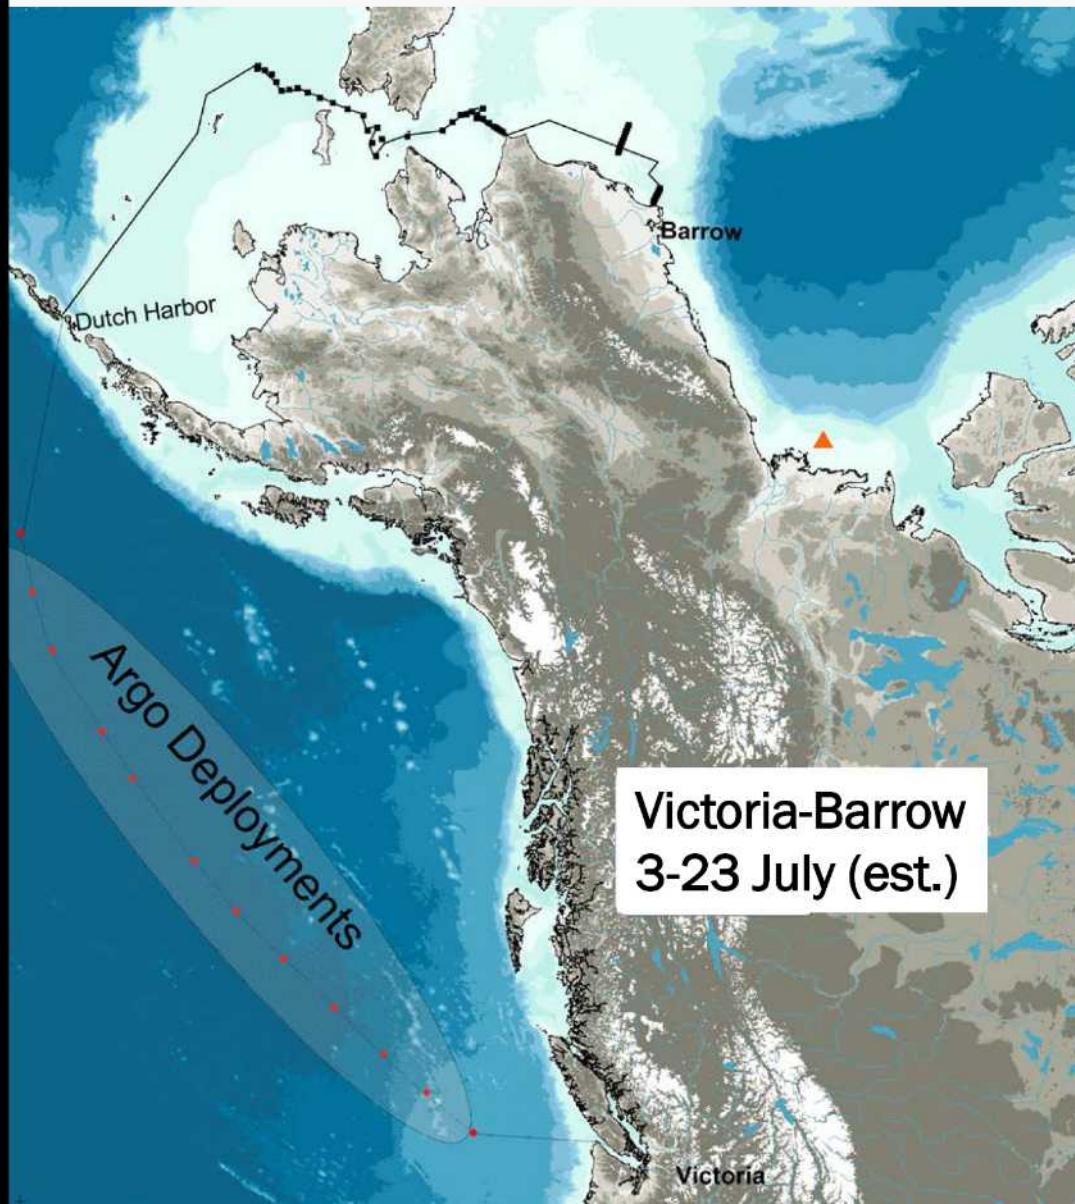 Barrow
Dutch Harbor
Argo Deployments
Victoria-Barrow
3-23 July (est.)
Victoria